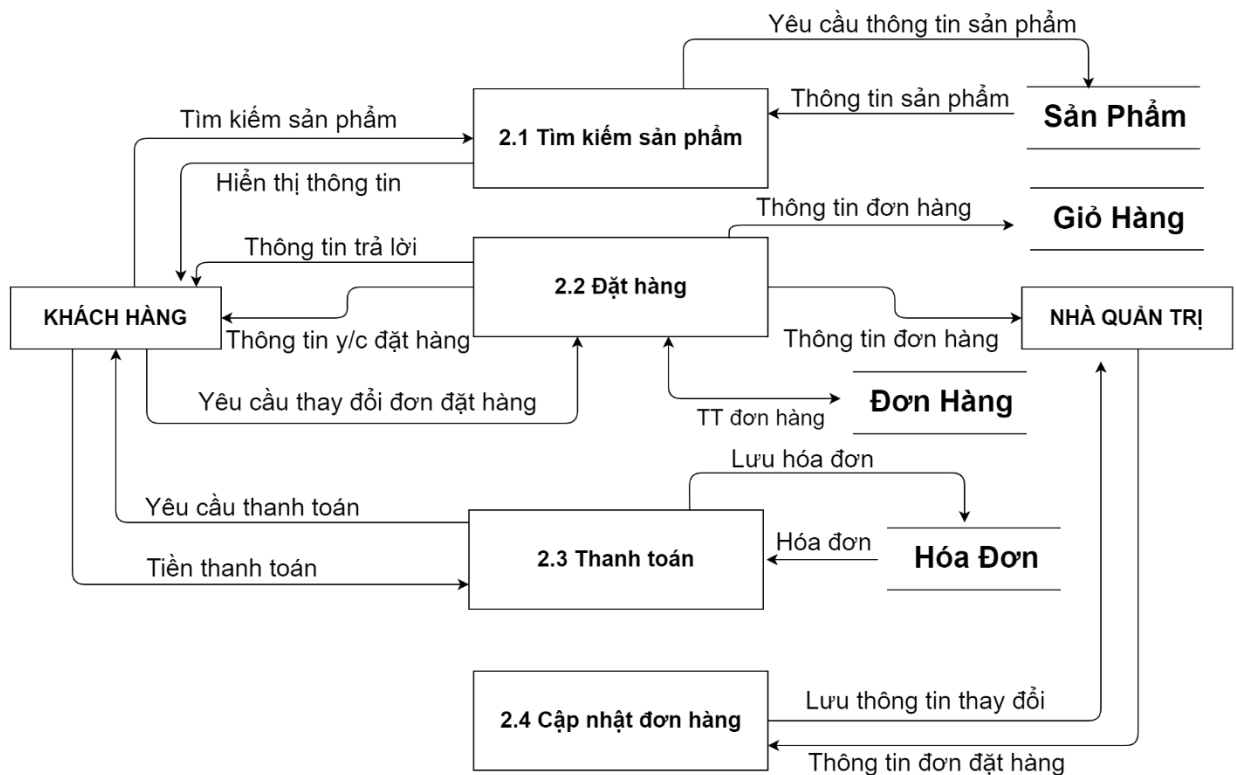 Yêu cầu thông tin sản phẩm
Thông tin sản phẩm
Sản Phẩm
Tìm kiếm sản phẩm
2.1 Tìm kiếm sản phẩm
Hiển thị thông tin
Thông tin đơn hàng
Giỏ Hàng
Thông tin trả lời
2.2 Đặt hàng
KHÁCH HÀNG
NHÀ QUẢN TRỊ
Thông tin y/c đặt hàng
Thông tin đơn hàng
Yêu cầu thay đổi đơn đặt hàng
Đơn Hàng
TT đơn hàng
Lưu hóa đơn
Yêu cầu thanh toán
Hóa đơn
Hóa Đơn
2.3 Thanh toán
Tiền thanh toán
Lưu thông tin thay đổi
2.4 Cập nhật đơn hàng
Thông tin đơn đặt hàng